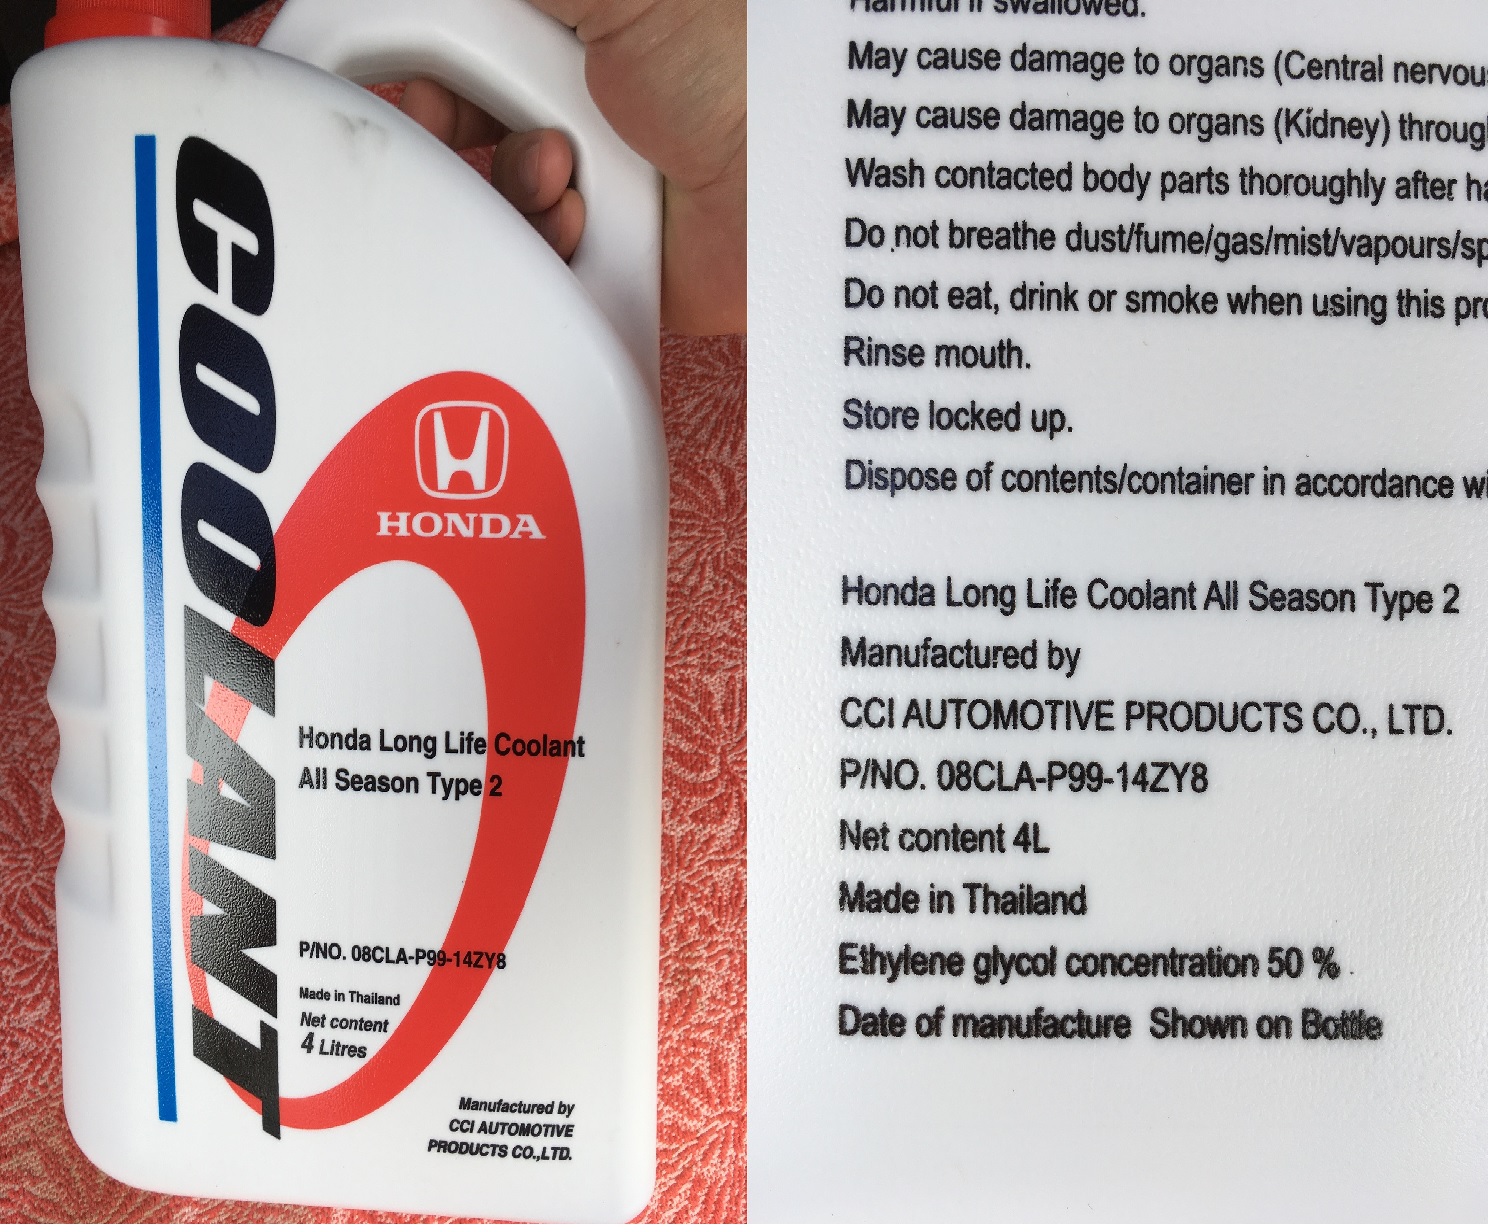 COOLANT
HONDA
Honda Long Life Coolant
All Season Type 2
P/NO. 08CLA-P99-14ZY8
Made in Thailand
Net content
4 Litres
Manufactured by
CCI AUTOMOTIVE
PRODUCTS CO.,LTD.
Harmful if swallowed.
May cause damage to organs (Central nervous
May cause damage to organs (Kidney) through
Wash contacted body parts thoroughly after
Do not breathe dust/fume/gas/mist/vapours/
Do not eat, drink or smoke when using this
Rinse mouth.
Store locked up.
Dispose of contents/container in accordance
Honda Long Life Coolant All Season Type 2
Manufactured by
CCI AUTOMOTIVE PRODUCTS CO., LTD.
P/NO. 08CLA-P99-14ZY8
Net content 4L
Made in Thailand
Ethylene glycol concentration 50 %
Date of manufacture Shown on Bottle